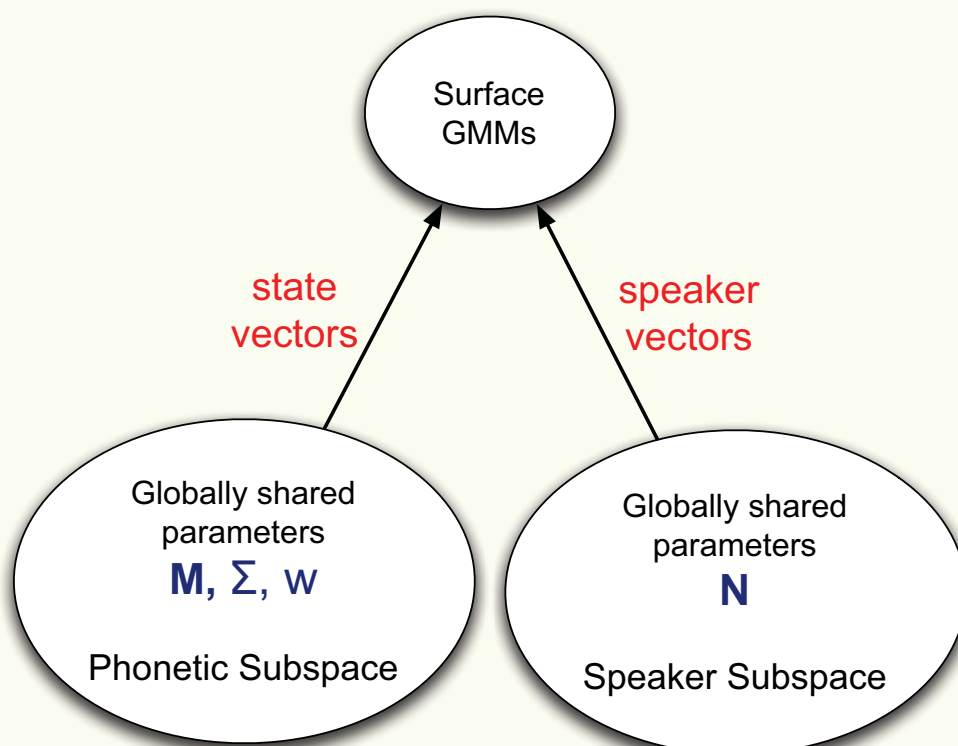 Surface
GMMs
state
vectors
speaker
vectors
Globally shared
parameters
M, Σ, w
Phonetic Subspace
Globally shared
parameters
N
Speaker Subspace